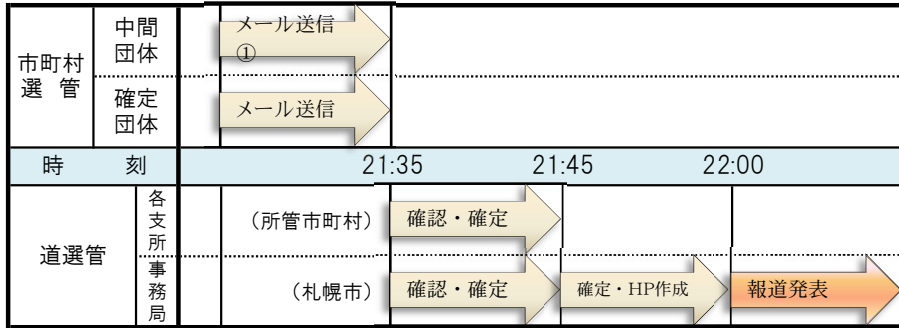 市町村
選 管
中間
団体
メール送信
①
確定
団体
メール送信
時 刻
21:35
21:45
22:00
道選管
各
支
所
（所管市町村）
確認・確定
事
務
局
（札幌市）
確認・確定
確定・HP作成
報道発表